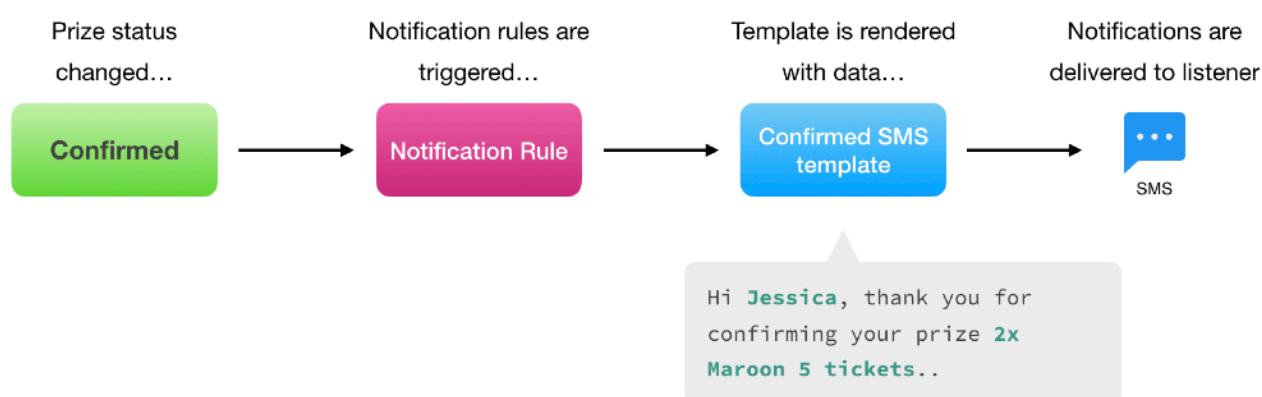 Prize status
changed...
Notification rules are
triggered...
Template is rendered
with data...
Notifications are
delivered to listener
Confirmed
Notification Rule
Confirmed SMS
template
SMS
Hi Jessica, thank you for
confirming your prize 2x
Maroon 5 tickets..